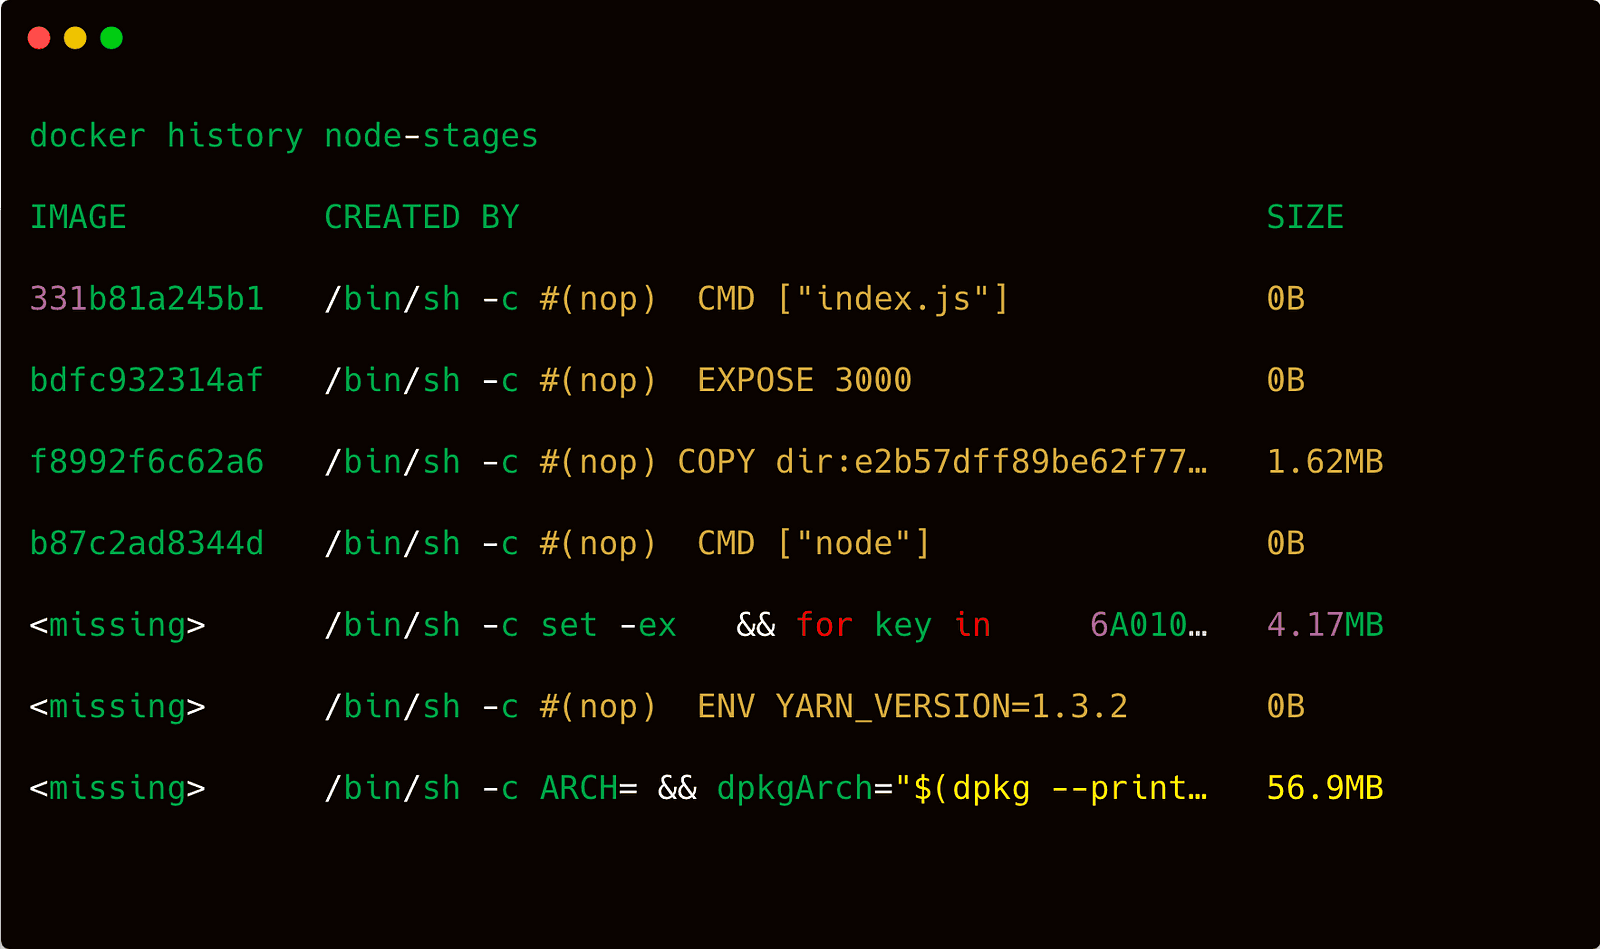 docker history node-stages
IMAGE          CREATED BY                                      SIZE
331b81a245b1   /bin/sh -c #(nop)  CMD ["index.js"]             0B
bdfc932314af   /bin/sh -c #(nop)  EXPOSE 3000                  0B
f8992f6c62a6   /bin/sh -c #(nop) COPY dir:e2b57dff89be62f77…   1.62MB
b87c2ad8344d   /bin/sh -c #(nop)  CMD ["node"]                 0B
<missing>      /bin/sh -c set -ex   && for key in     6A010…   4.17MB
<missing>      /bin/sh -c #(nop)  ENV YARN_VERSION=1.3.2       0B
<missing>      /bin/sh -c ARCH= && dpkgArch="$(dpkg --print…   56.9MB